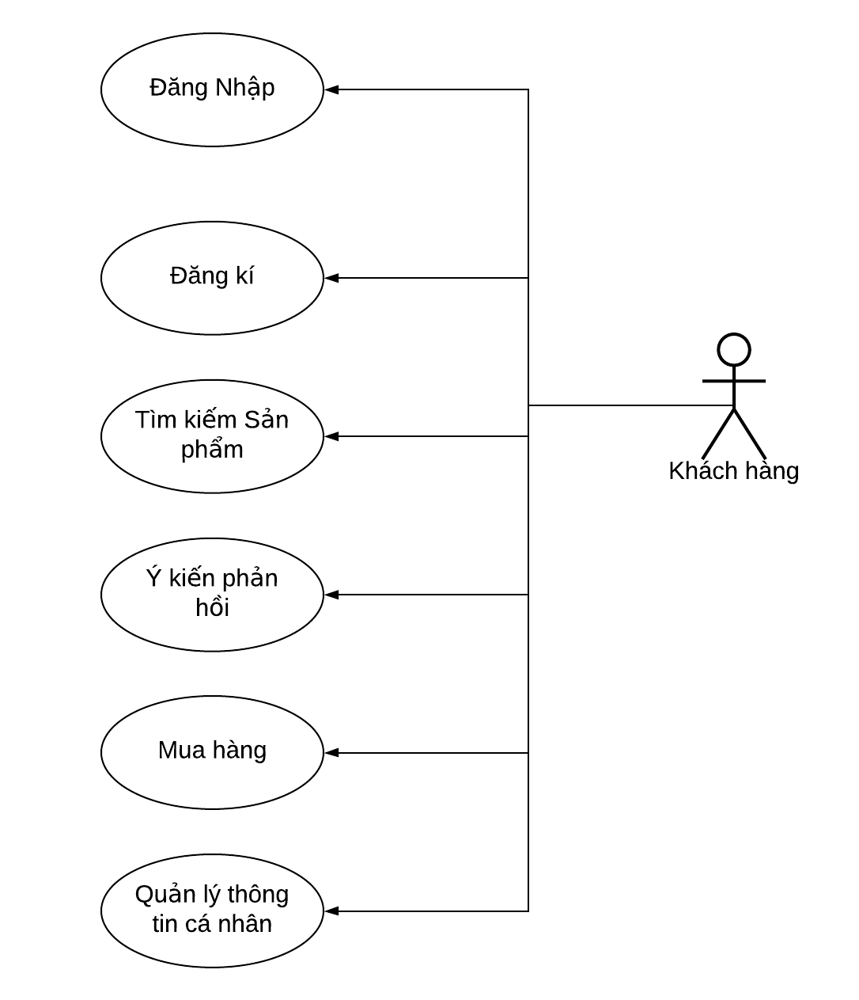 Đăng Nhập
Đăng kí
Tìm kiếm Sản
phẩm
Khách hàng
Ý kiến phản
hồi
Mua hàng
Quản lý thông
tin cá nhân